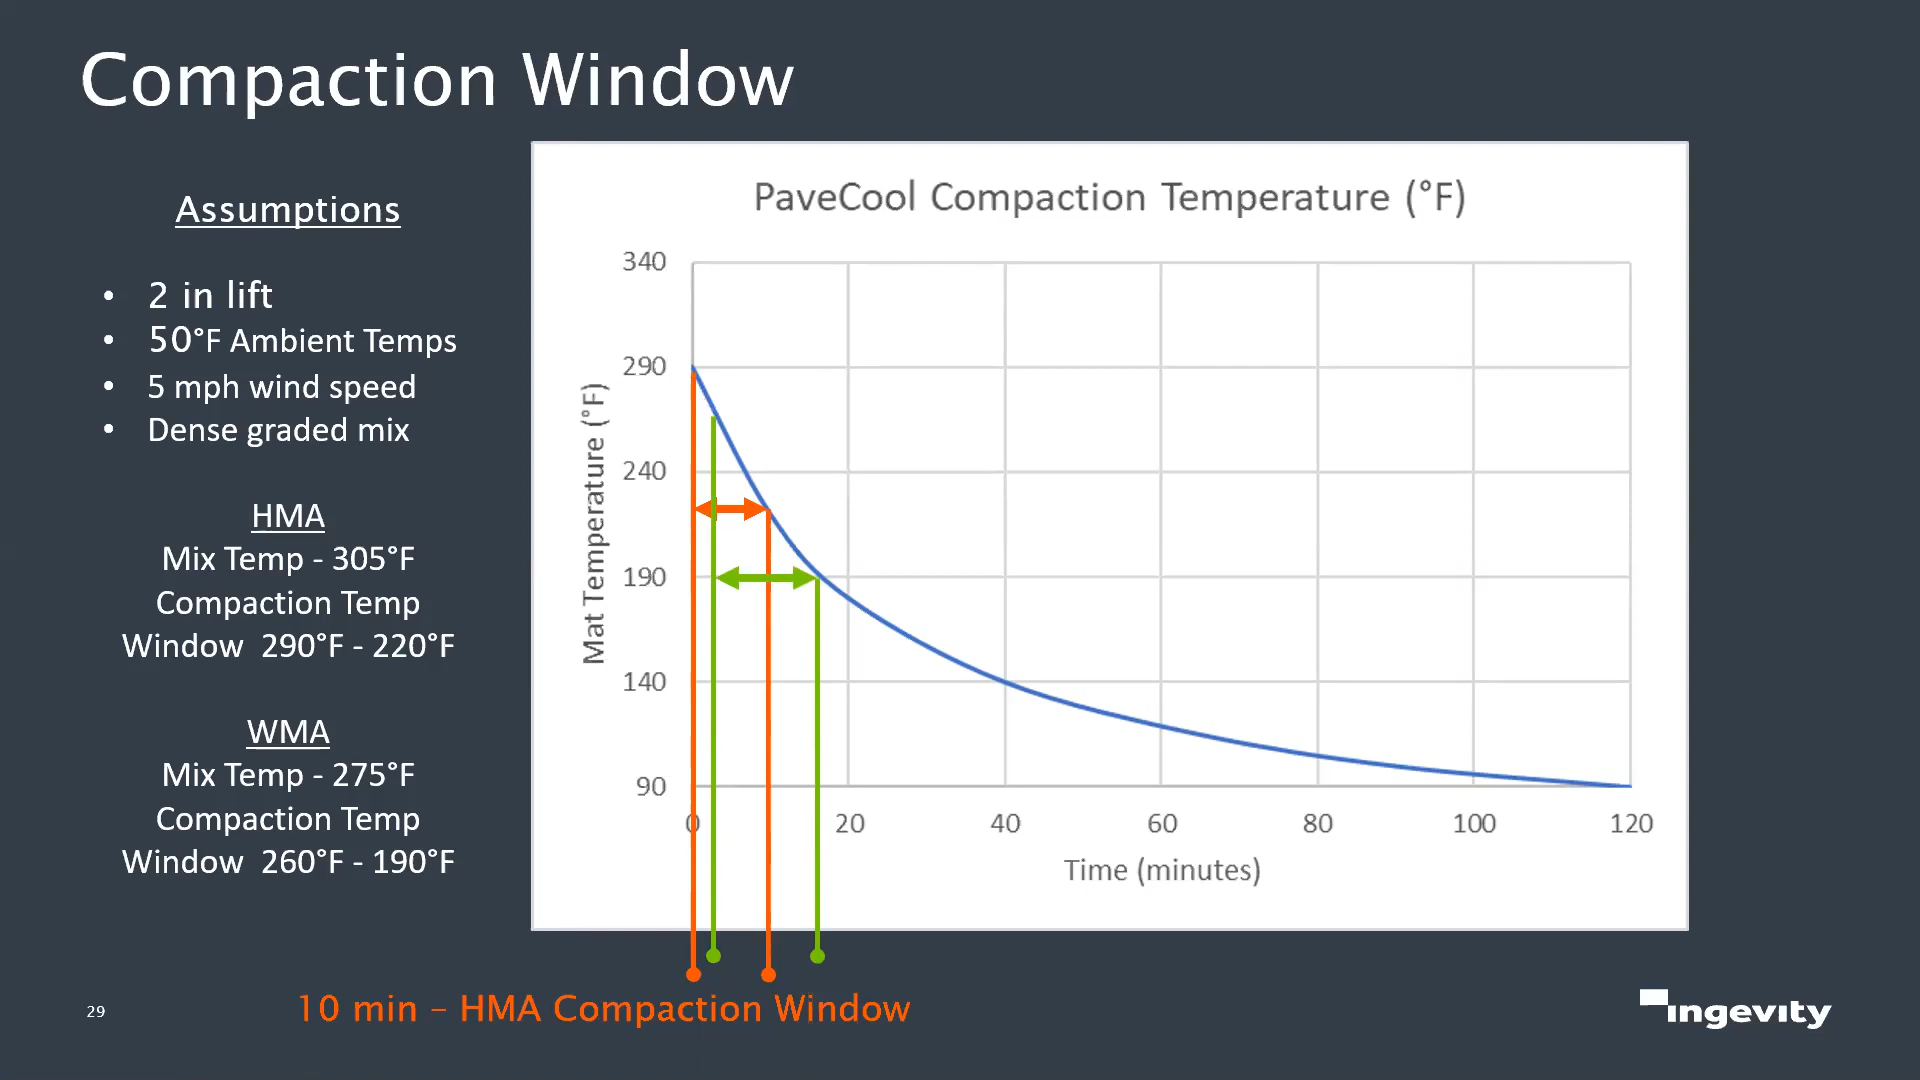 Compaction Window
Assumptions
• 2 in lift
• 50°F Ambient Temps
• 5 mph wind speed
• Dense graded mix
HMA
Mix Temp - 305°F
Compaction Temp
Window 290°F - 220°F
WMA
Mix Temp - 275°F
Compaction Temp
Window 260°F - 190°F
PaveCool Compaction Temperature (°F)
Mat Temperature (°F)
340
290
240
190
140
90
0 20 40 60 80 100 120
Time (minutes)
10 min – HMA Compaction Window
29
ingevity